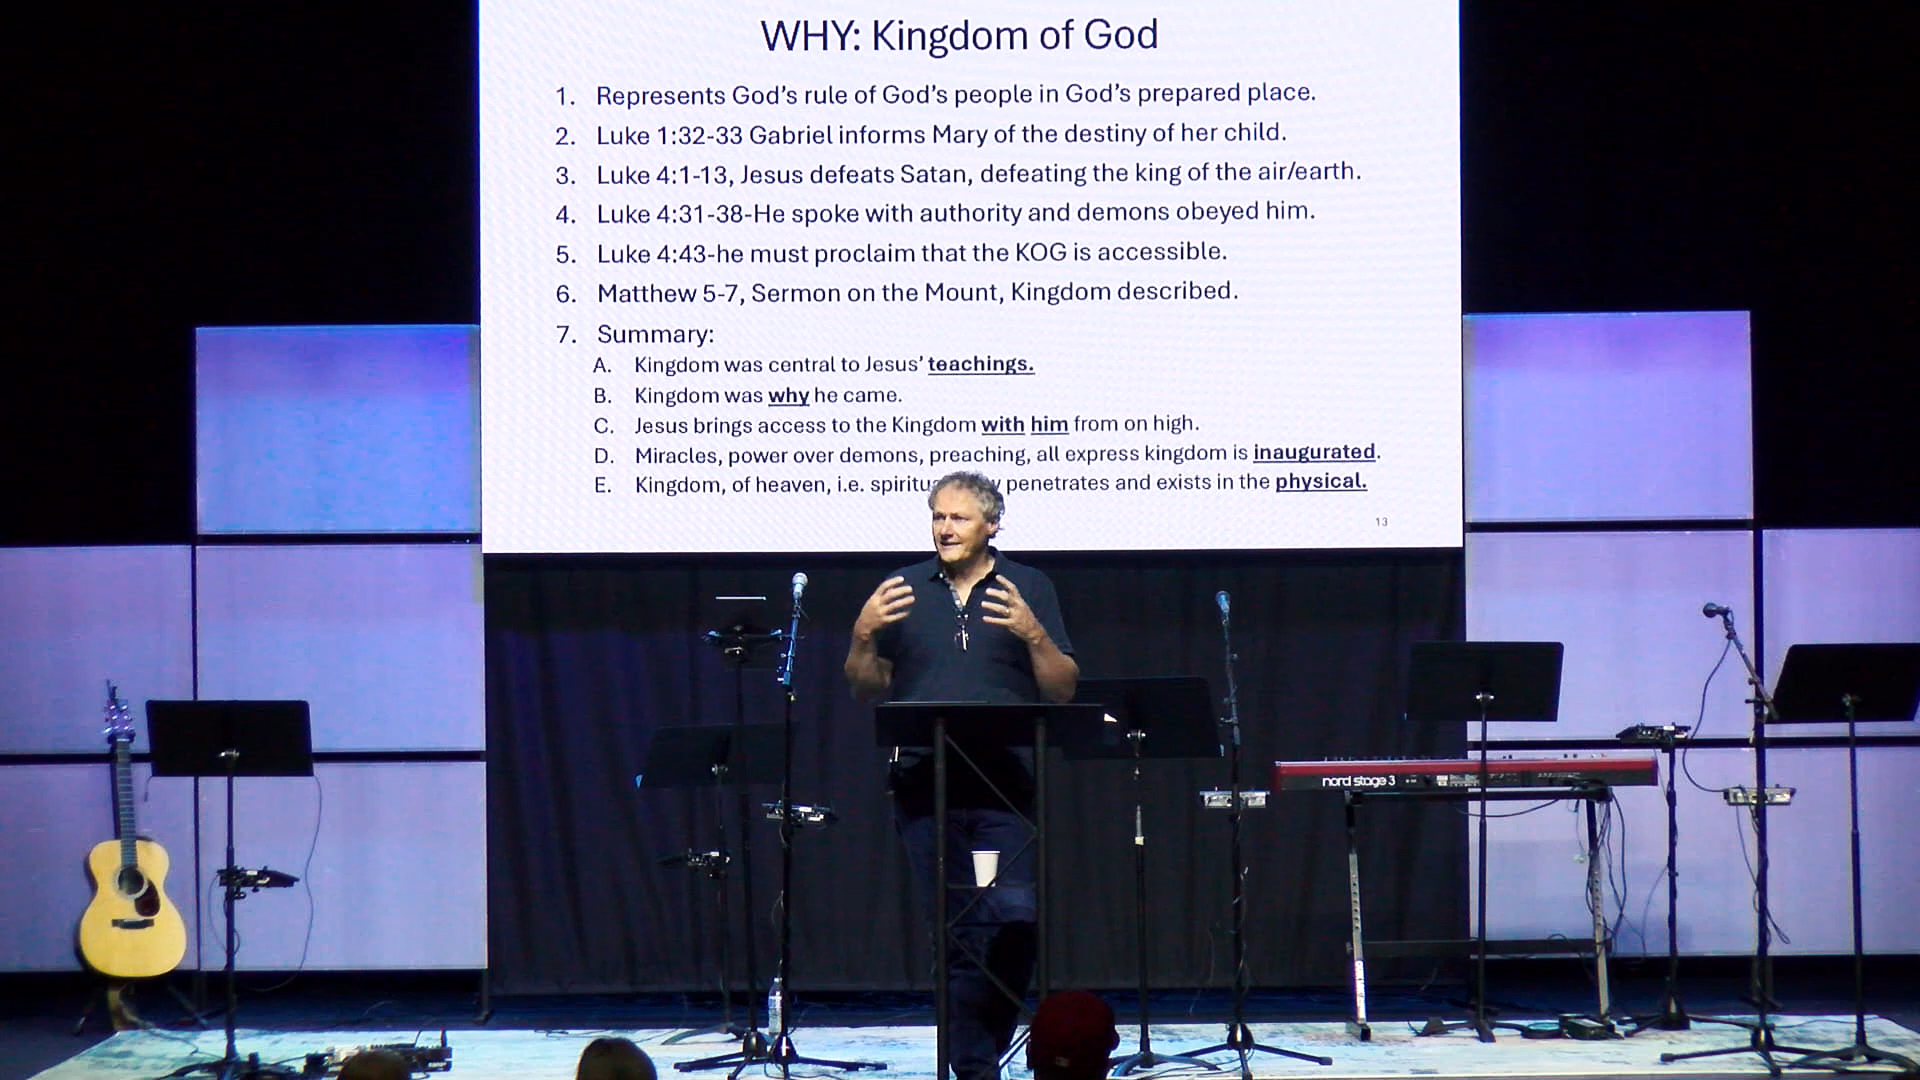 WHY: Kingdom of God
1. Represents God's rule of God's people in God's prepared place.
2. Luke 1:32-33 Gabriel informs Mary of the destiny of her child.
3. Luke 4:1-13, Jesus defeats Satan, defeating the king of the air/earth.
4. Luke 4:31-38-He spoke with authority and demons obeyed him.
5. Luke 4:43-he must proclaim that the KOG is accessible.
6. Matthew 5-7, Sermon on the Mount, Kingdom described.
7. Summary:
A. Kingdom was central to Jesus' teachings.
B. Kingdom was why he came.
C. Jesus brings access to the Kingdom with him from on high.
D. Miracles, power over demons, preaching, all express kingdom is inaugurated.
E. Kingdom, of heaven, i.e. penetrates and exists in the physical.
13
nord stage 3